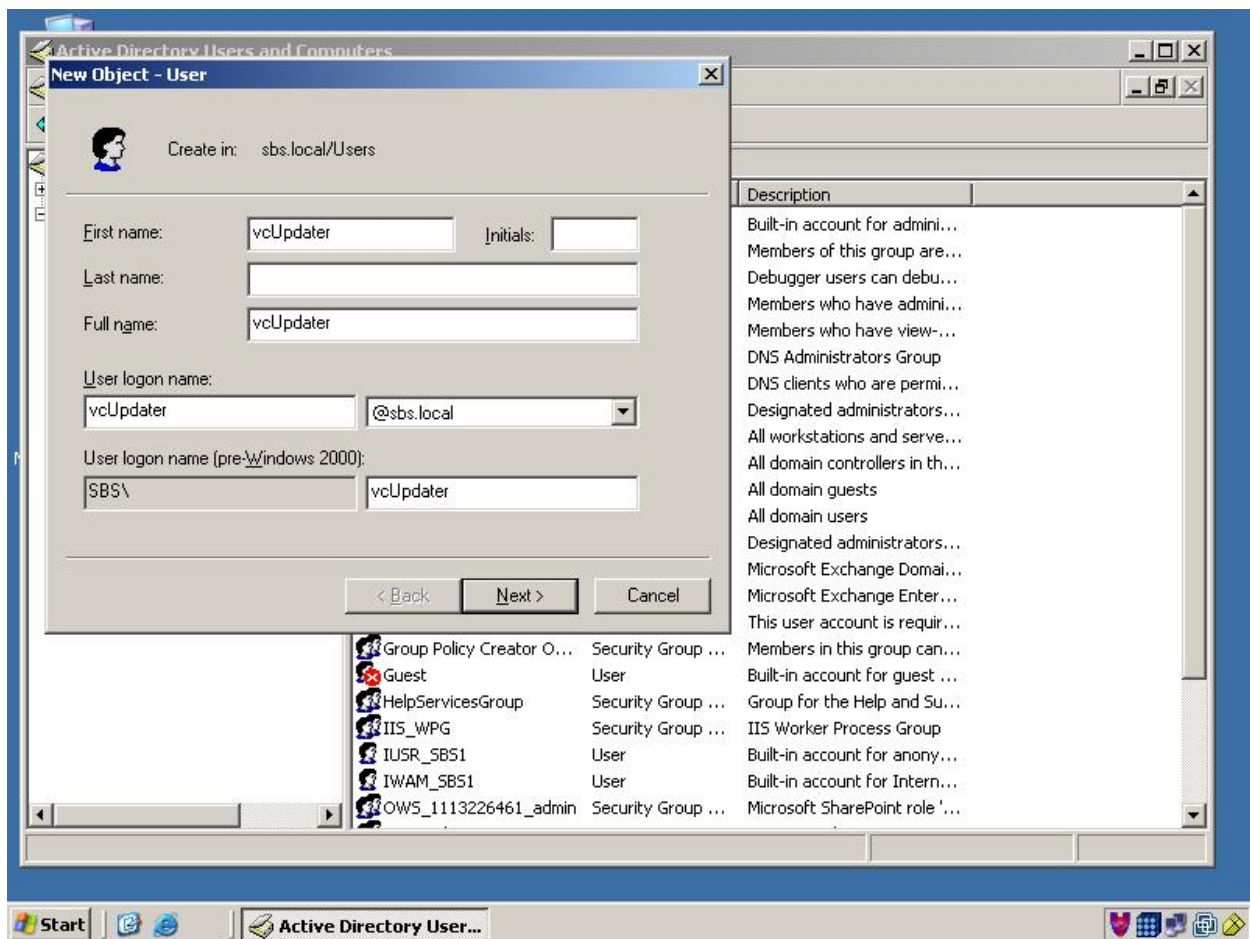 Active Directory Users and Computers
New Object - User
Create in: sbs.local/Users
First name: vcUpdater Initials:
Last name:
Full name: vcUpdater
User logon name:
vcUpdater @sbs.local
User logon name (pre-Windows 2000):
SBS\ vcUpdater
< Back Next > Cancel
Description
Built-in account for admini...
Members of this group are...
Debugger users can debu...
Members who have admini...
Members who have view-...
DNS Administrators Group
DNS clients who are permi...
Designated administrators...
All workstations and serve...
All domain controllers in th...
All domain guests
All domain users
Designated administrators...
Microsoft Exchange Domai...
Microsoft Exchange Enter...
This user account is requir...
Group Policy Creator O... Security Group ... Members in this group can...
Guest User Built-in account for guest ...
HelpServicesGroup Security Group ... Group for the Help and Su...
IIS_WPG Security Group ... IIS Worker Process Group
IUSR_SBS1 User Built-in account for anony...
IWAM_SBS1 User Built-in account for Intern...
OWS_1113226461_admin Security Group ... Microsoft SharePoint role '...
Start Active Directory User...